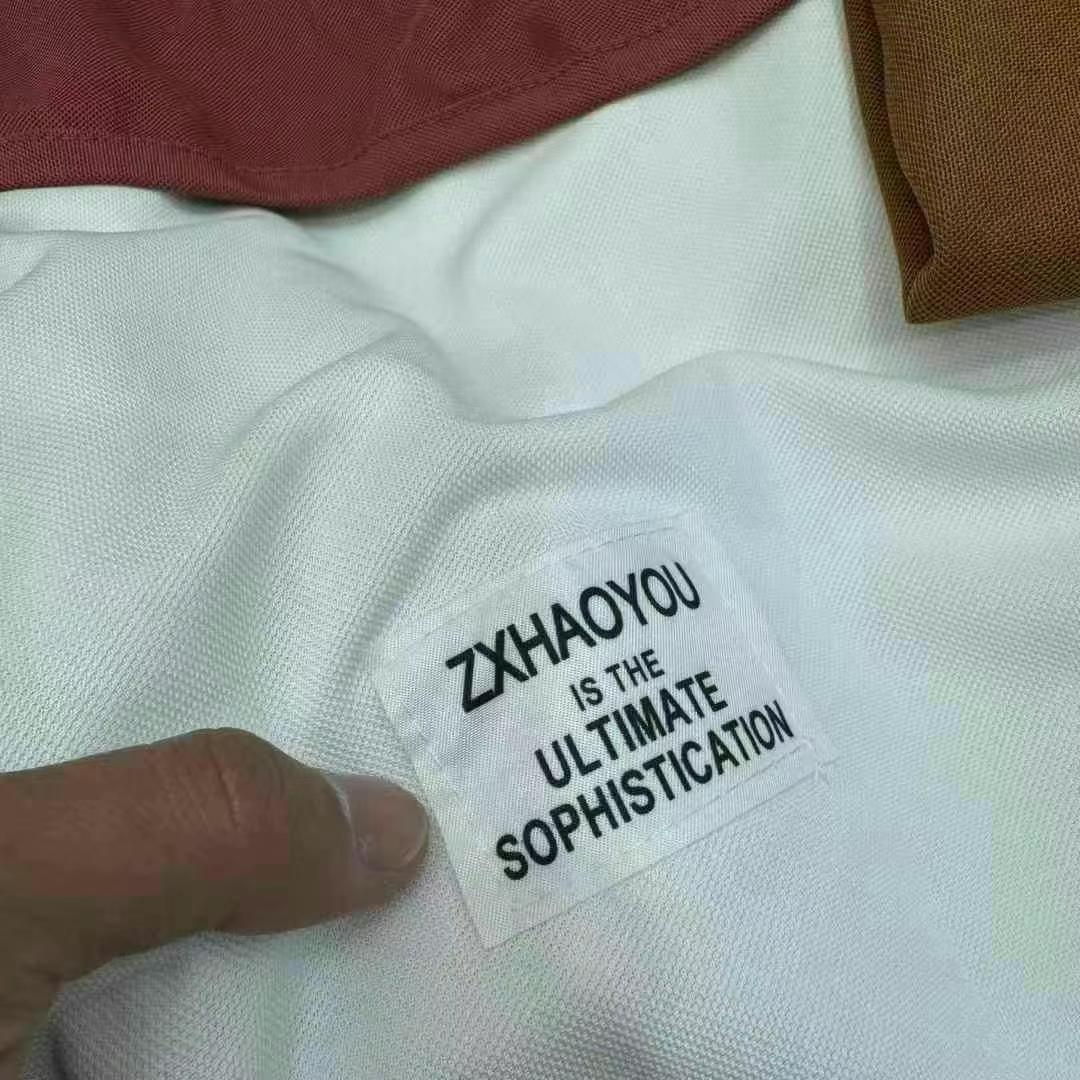 ZXHAOYOU
IS THE
ULTIMATE
SOPHISTICATION